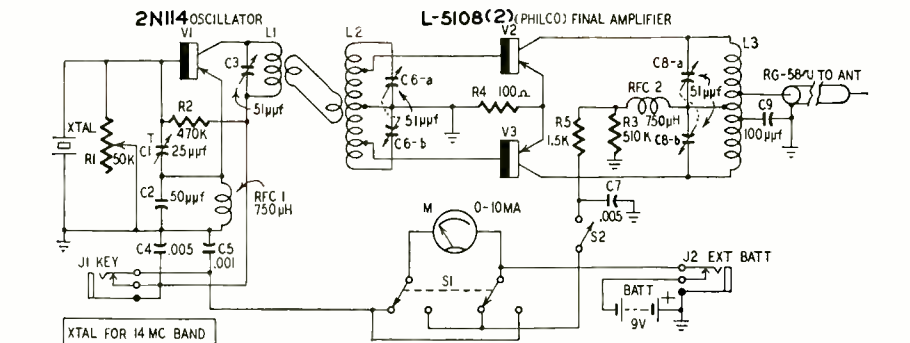 2N114 OSCILLATOR
L-5108(2) (PHILCO) FINAL AMPLIFIER
V1
L1
L2
V2
L3
C3
51µµf
C6-a
C8-a
RG-58/U TO ANT
R2
470K
R4 100Ω
RFC 2
750µH
51µµf
XTAL
R1
50K
T
C1
25µµf
51µµf
C6-b
V3
R5
1.5K
R3
510K
C8-b
C9
100µµf
C2
50µµf
RFC 1
750µH
M
0-10MA
C7
.005
S2
C4
.005
C5
.001
J1 KEY
S1
J2 EXT BATT
BATT
+
9V
XTAL FOR 14 MC BAND